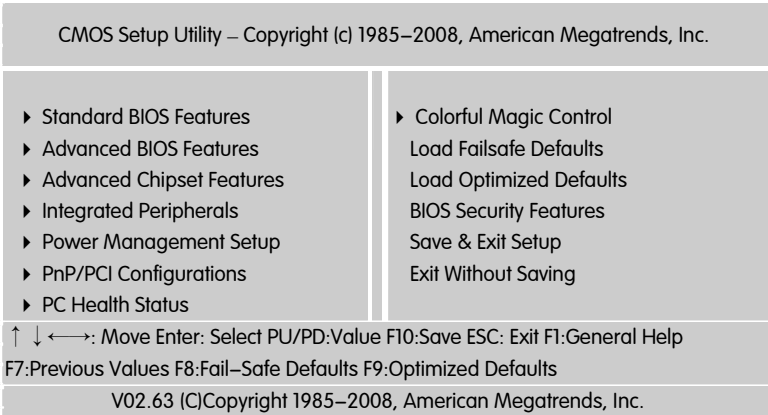 CMOS Setup Utility – Copyright (c) 1985–2008, American Megatrends, Inc.
Standard BIOS Features
Advanced BIOS Features
Advanced Chipset Features
Integrated Peripherals
Power Management Setup
PnP/PCI Configurations
PC Health Status
Colorful Magic Control
Load Failsafe Defaults
Load Optimized Defaults
BIOS Security Features
Save & Exit Setup
Exit Without Saving
↑ ↓ ←→: Move Enter: Select PU/PD:Value F10:Save ESC: Exit F1:General Help
F7:Previous Values F8:Fail–Safe Defaults F9:Optimized Defaults
V02.63 (C)Copyright 1985–2008, American Megatrends, Inc.